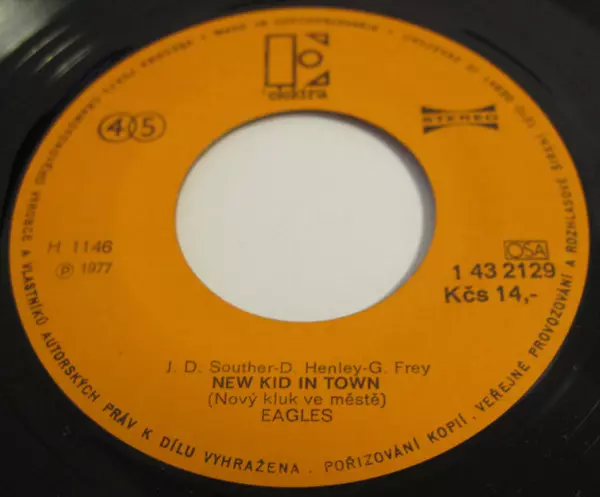 elektra
45
STEREO
H 1146
℗ 1977
OSA
1 43 2129
Kčs 14,-
J. D. Souther-D. Henley-G. Frey
NEW KID IN TOWN
(Nový kluk ve městě)
EAGLES
VÝROBCE A VLASTNÍKŮ AUTORSKÝCH PRÁV K DÍLU VYHRAŽENA. POŘIZOVÁNÍ KOPIÍ. VEŘEJNÉ PROVOZOVÁNÍ A ROZHLASOVÉ ŠÍŘENÍ